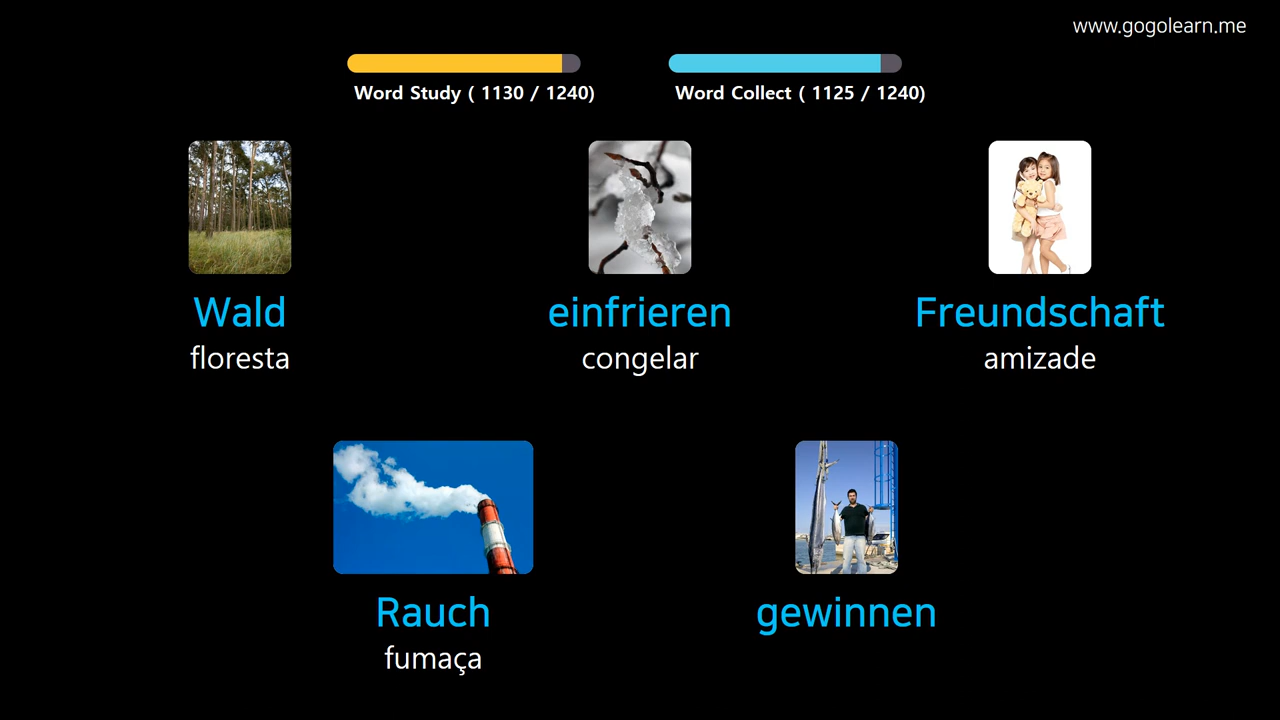 www.gogolearn.me
Word Study ( 1130 / 1240)
Word Collect ( 1125 / 1240)
Wald
floresta
einfrieren
congelar
Freundschaft
amizade
Rauch
fumaça
gewinnen